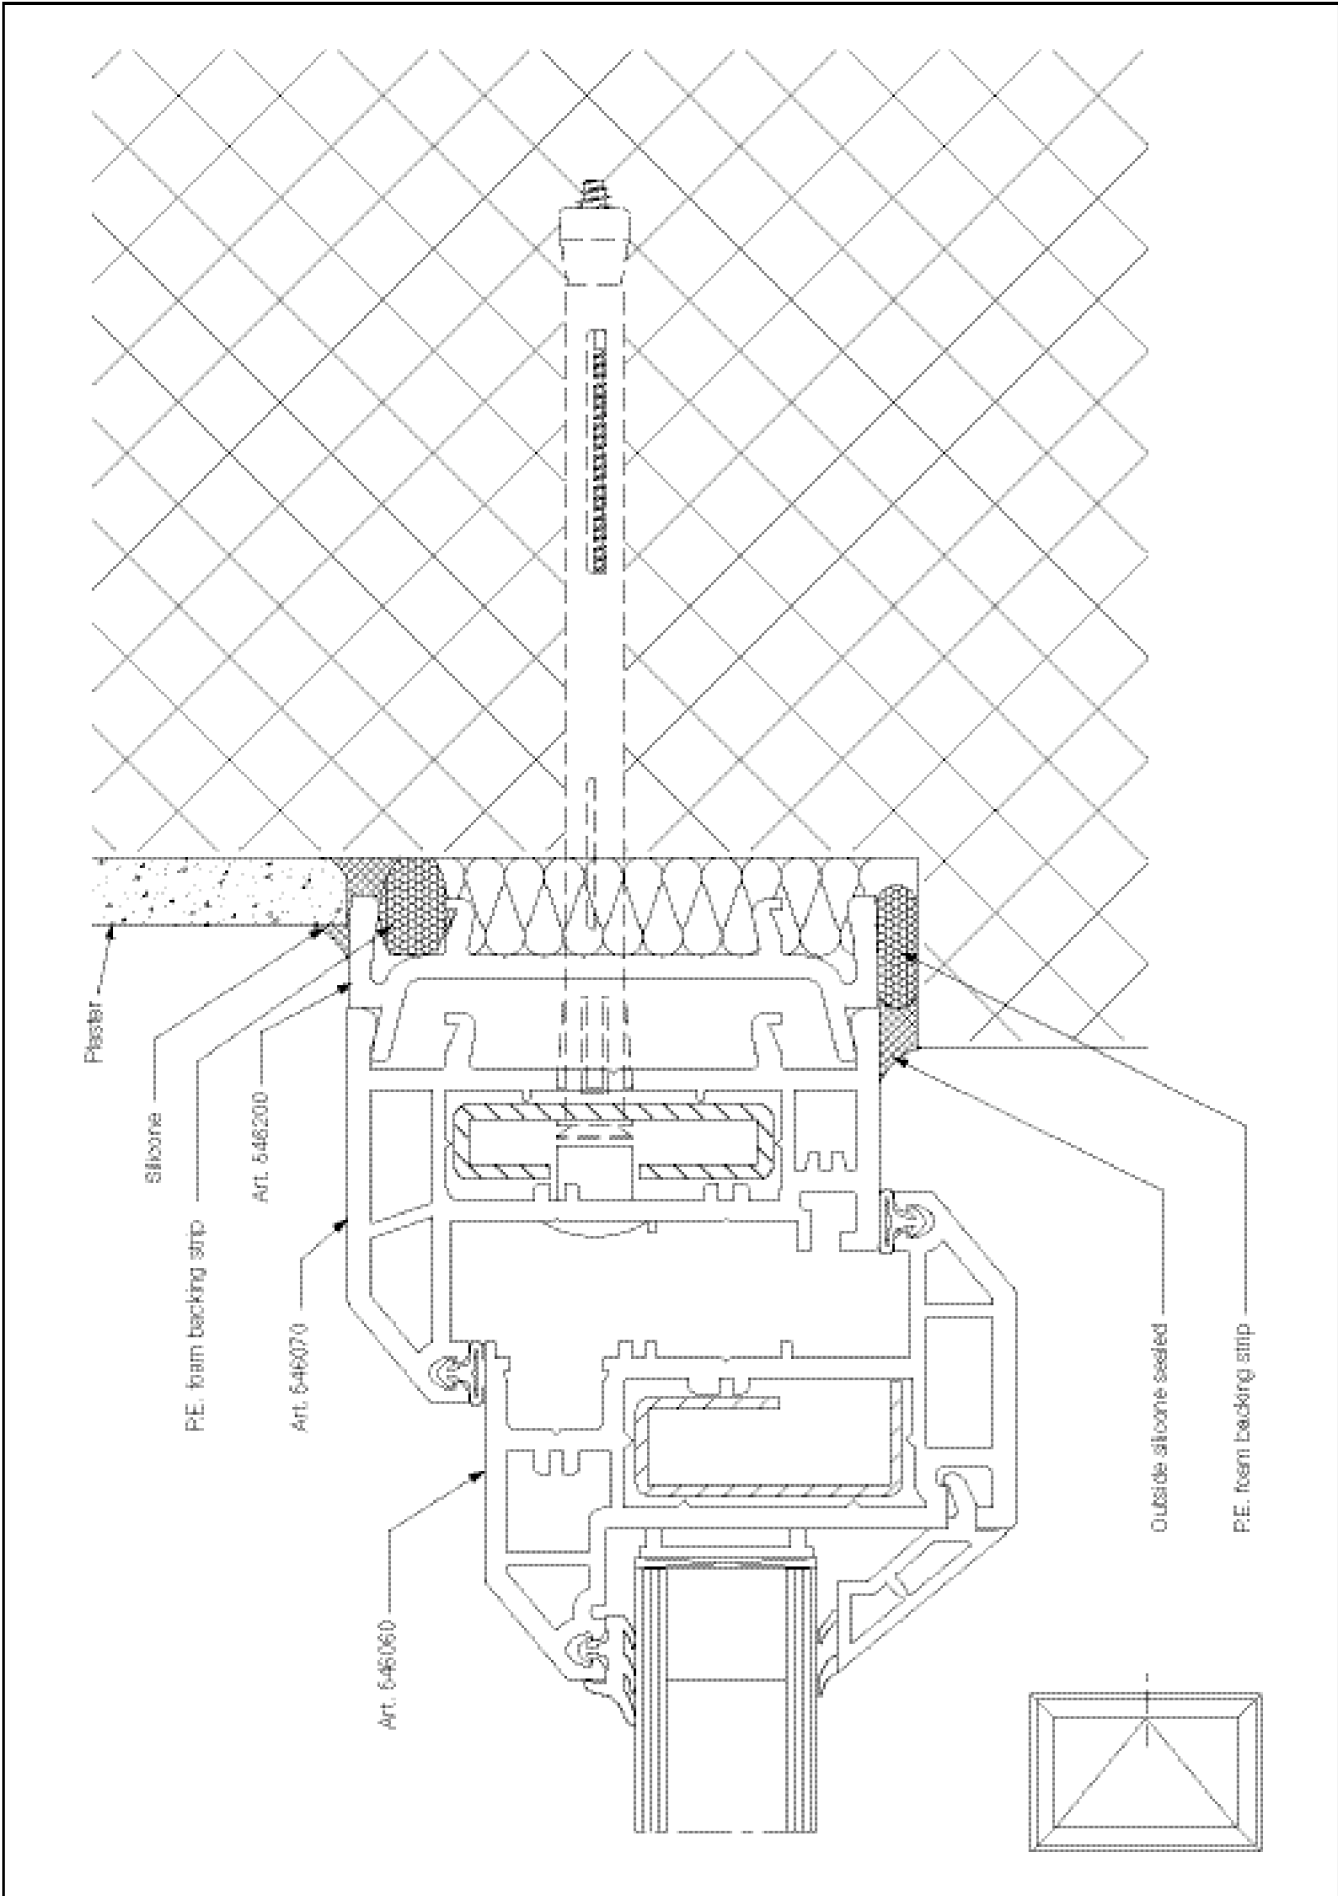 Plaster
Silicone
P.E. foam backing strip
Art. 546200
Art. 546070
Art. 546060
Outside silicone sealed
P.E. foam backing strip